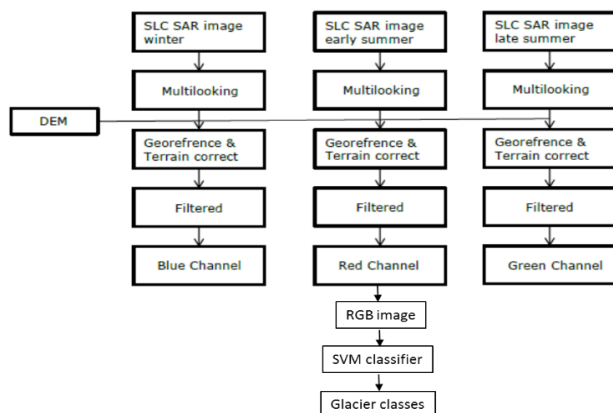 SLC SAR image
winter
SLC SAR image
early summer
SLC SAR image
late summer
Multilooking
Multilooking
Multilooking
DEM
Georefrence &
Terrain correct
Georefrence &
Terrain correct
Georefrence &
Terrain correct
Filtered
Filtered
Filtered
Blue Channel
Red Channel
Green Channel
RGB image
SVM classifier
Glacier classes